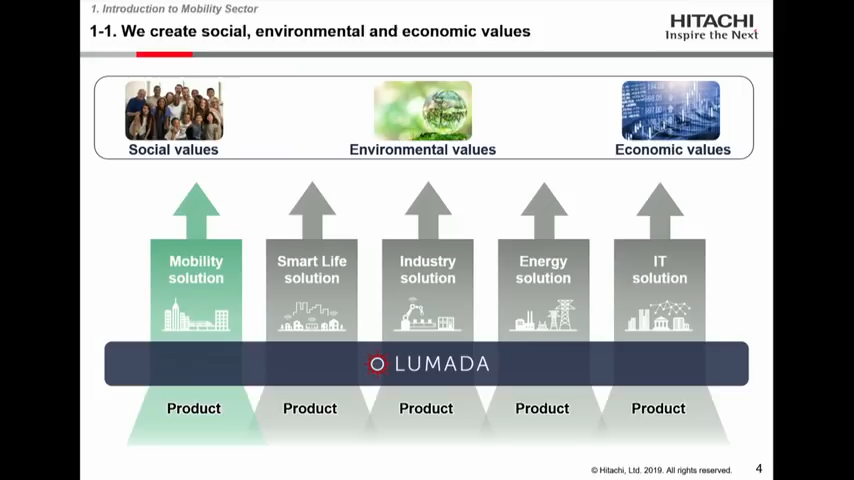 1. Introduction to Mobility Sector
1-1. We create social, environmental and economic values
HITACHI
Inspire the Next
Social values
Environmental values
Economic values
Mobility
solution
Smart Life
solution
Industry
solution
Energy
solution
IT
solution
LUMADA
Product
Product
Product
Product
Product
© Hitachi, Ltd. 2019. All rights reserved.
4